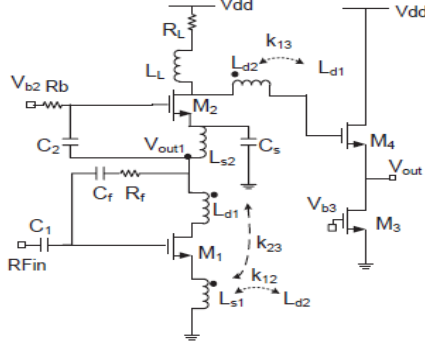 Vdd
Vdd
RL
k13
LL
Ld2
Ld1
Vb2 Rb
M2
M4
C2
Vout1
Ls2
Cs
Vout
Cf
Rf
Ld1
Vb3
M3
C1
k23
RFin
M1
k12
Ls1
Ld2